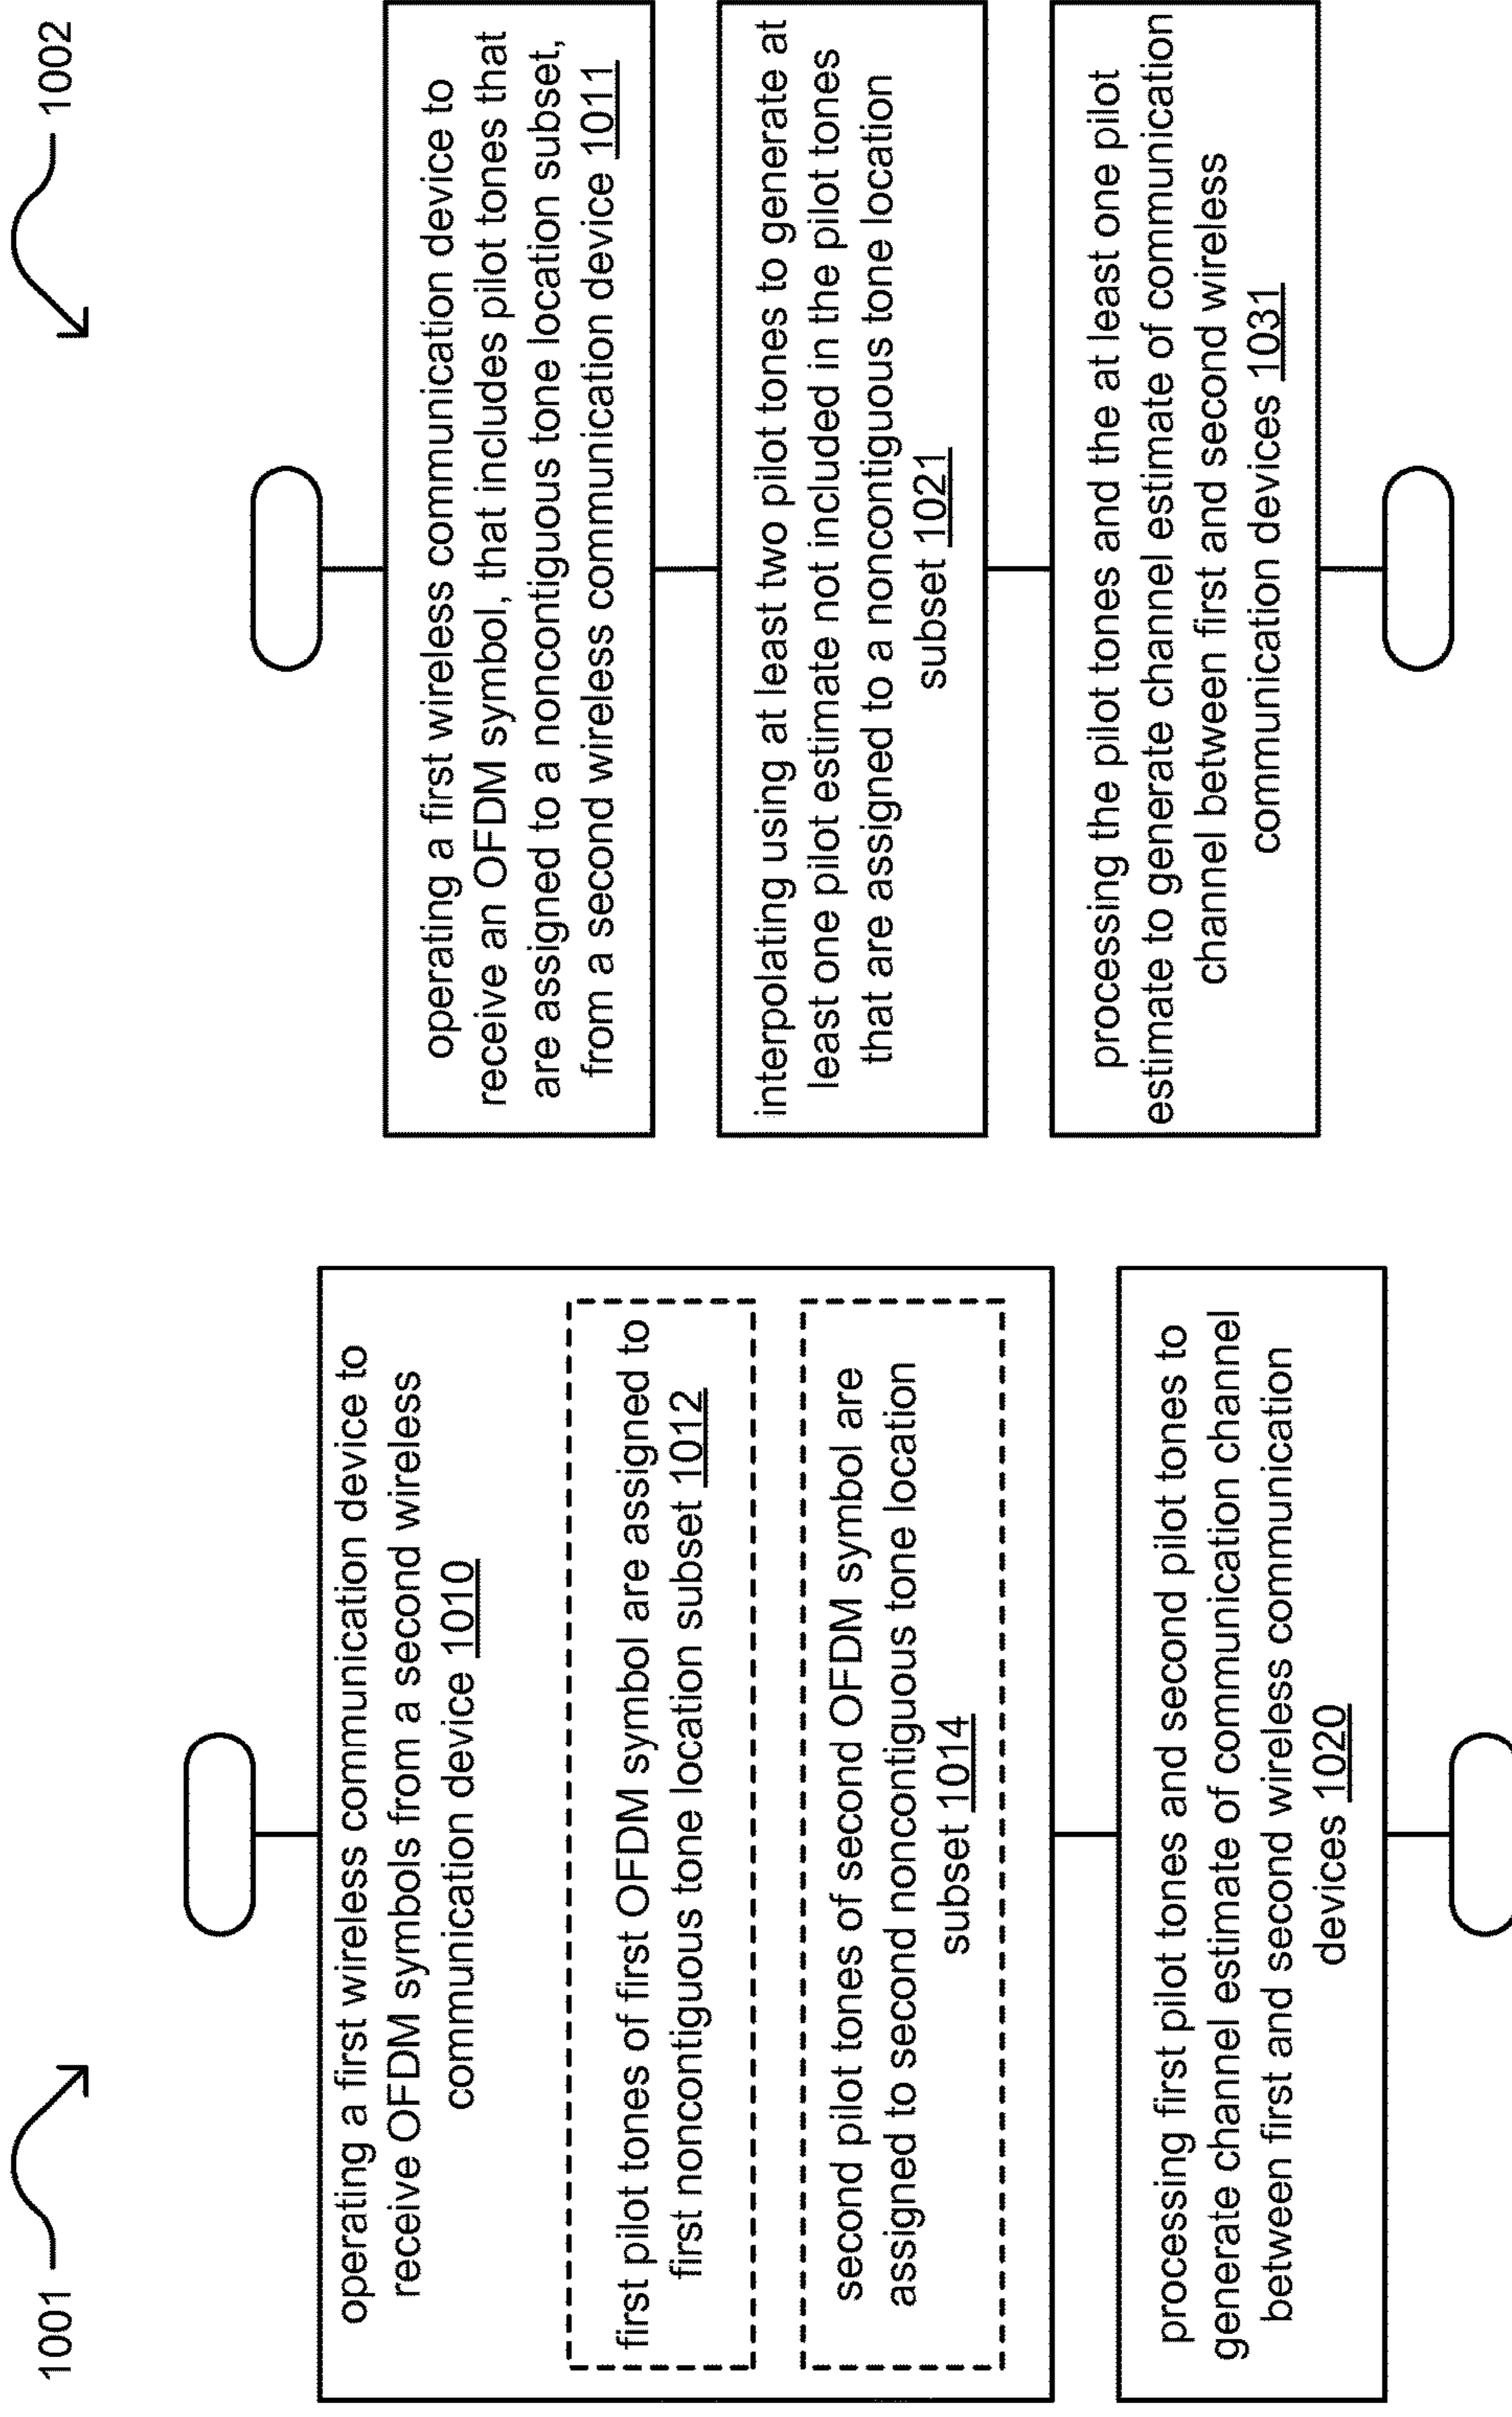 1001
operating a first wireless communication device to
receive OFDM symbols from a second wireless
communication device 1010
first pilot tones of first OFDM symbol are assigned to
first noncontiguous tone location subset 1012
second pilot tones of second OFDM symbol are
assigned to second noncontiguous tone location
subset 1014
processing first pilot tones and second pilot tones to
generate channel estimate of communication channel
between first and second wireless communication
devices 1020
1002
operating a first wireless communication device to
receive an OFDM symbol, that includes pilot tones that
are assigned to a noncontiguous tone location subset,
from a second wireless communication device 1011
interpolating using at least two pilot tones to generate at
least one pilot estimate not included in the pilot tones
that are assigned to a noncontiguous tone location
subset 1021
processing the pilot tones and the at least one pilot
estimate to generate channel estimate of communication
channel between first and second wireless
communication devices 1031